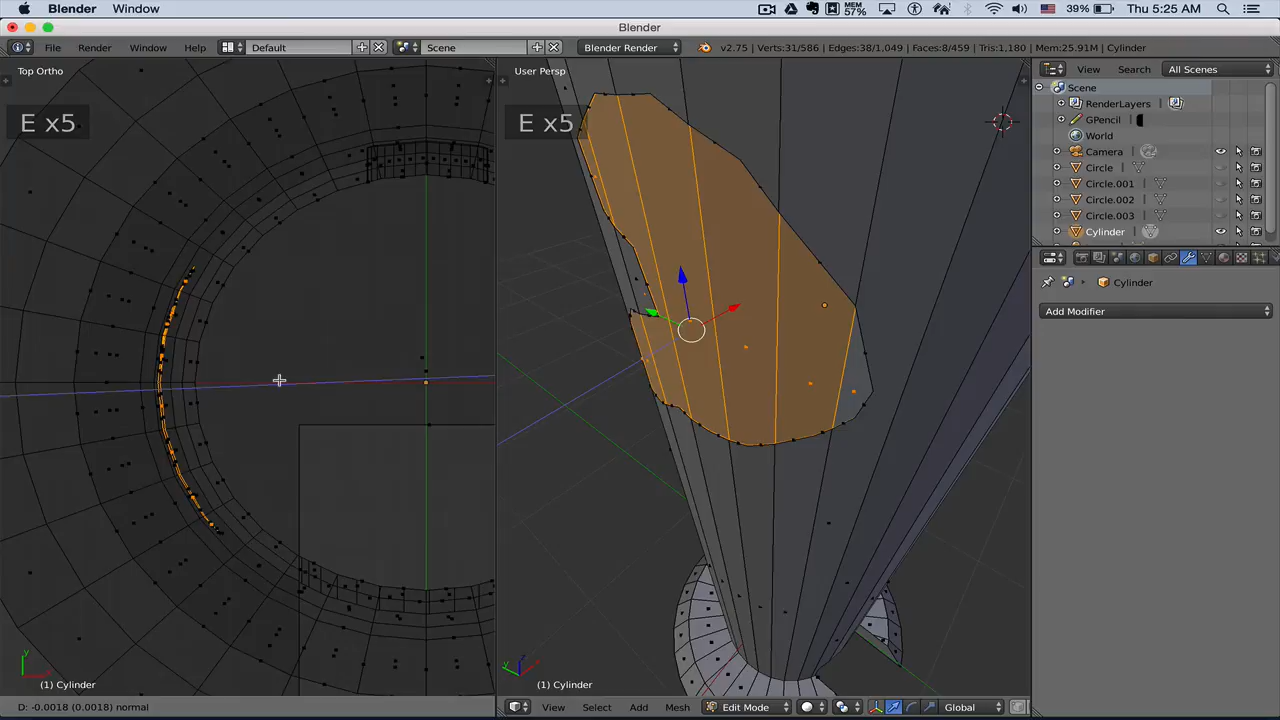 Blender Window
MEM 57% 39% Thu 5:25 AM
Blender
File Render Window Help Default Scene Blender Render v2.75 | Verts:31/586 | Edges:38/1,049 | Faces:8/459 | Tris:1,180 | Mem:25.91M | Cylinder
Top Ortho
User Persp
View Search All Scenes
Scene
RenderLayers
GPencil
World
Camera
Circle
Circle.001
Circle.002
Circle.003
Cylinder
E x5
E x5
Cylinder
Add Modifier
(1) Cylinder
(1) Cylinder
D: -0.0018 (0.0018) normal
View Select Add Mesh Edit Mode Global